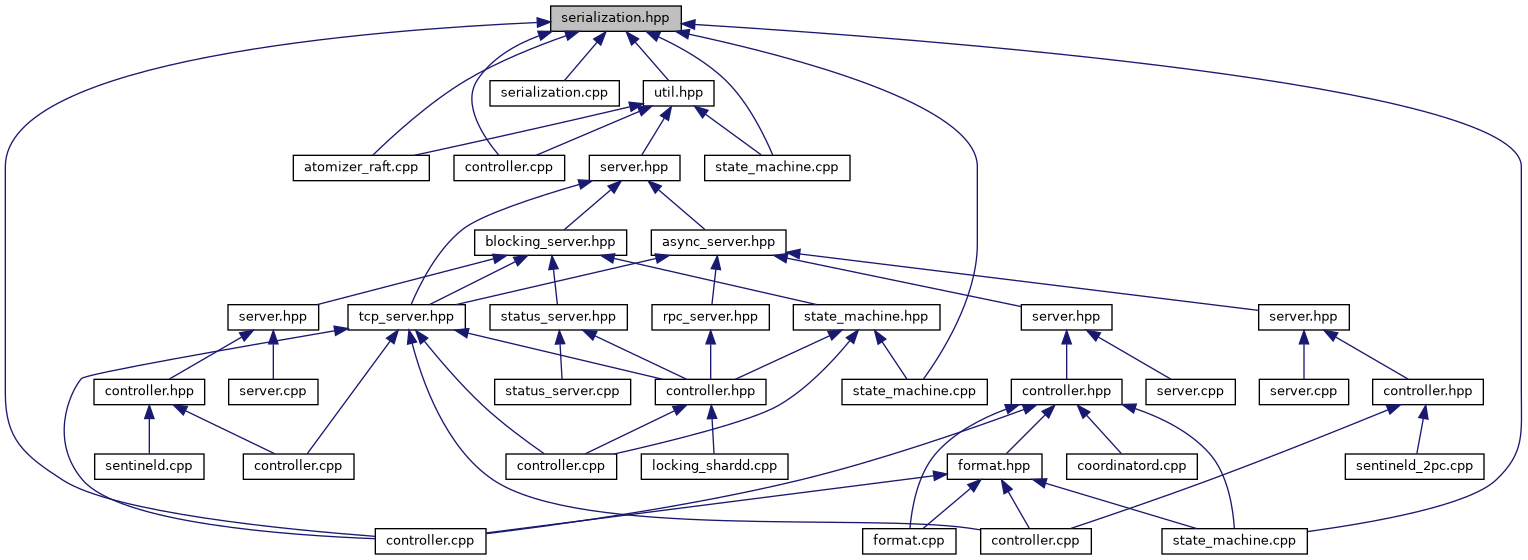 serialization.hpp
serialization.cpp
util.hpp
atomizer_raft.cpp
controller.cpp
server.hpp
state_machine.cpp
blocking_server.hpp
async_server.hpp
server.hpp
tcp_server.hpp
status_server.hpp
rpc_server.hpp
state_machine.hpp
server.hpp
server.hpp
controller.hpp
server.cpp
status_server.cpp
controller.hpp
state_machine.cpp
controller.hpp
server.cpp
server.cpp
controller.hpp
sentineld.cpp
controller.cpp
controller.cpp
locking_shardd.cpp
format.hpp
coordinatord.cpp
sentineld_2pc.cpp
controller.cpp
format.cpp
controller.cpp
state_machine.cpp